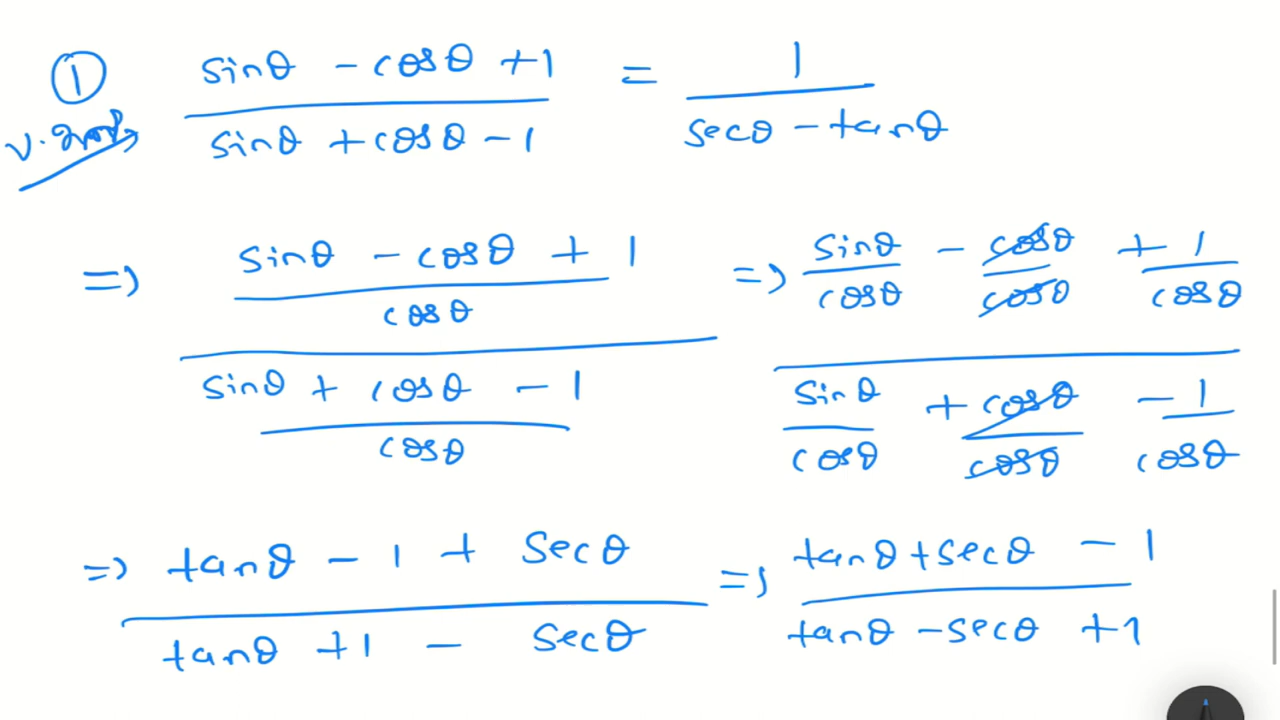 ① sinθ - cosθ + 1 / sinθ + cosθ - 1 = 1 / secθ - tanθ
v.
=> sinθ - cosθ + 1 / cosθ / sinθ + cosθ - 1 / cosθ => sinθ/cosθ - cosθ/cosθ + 1/cosθ / sinθ/cosθ + cosθ/cosθ - 1/cosθ
=> tanθ - 1 + secθ / tanθ + 1 - secθ => tanθ + secθ - 1 / tanθ - secθ + 1